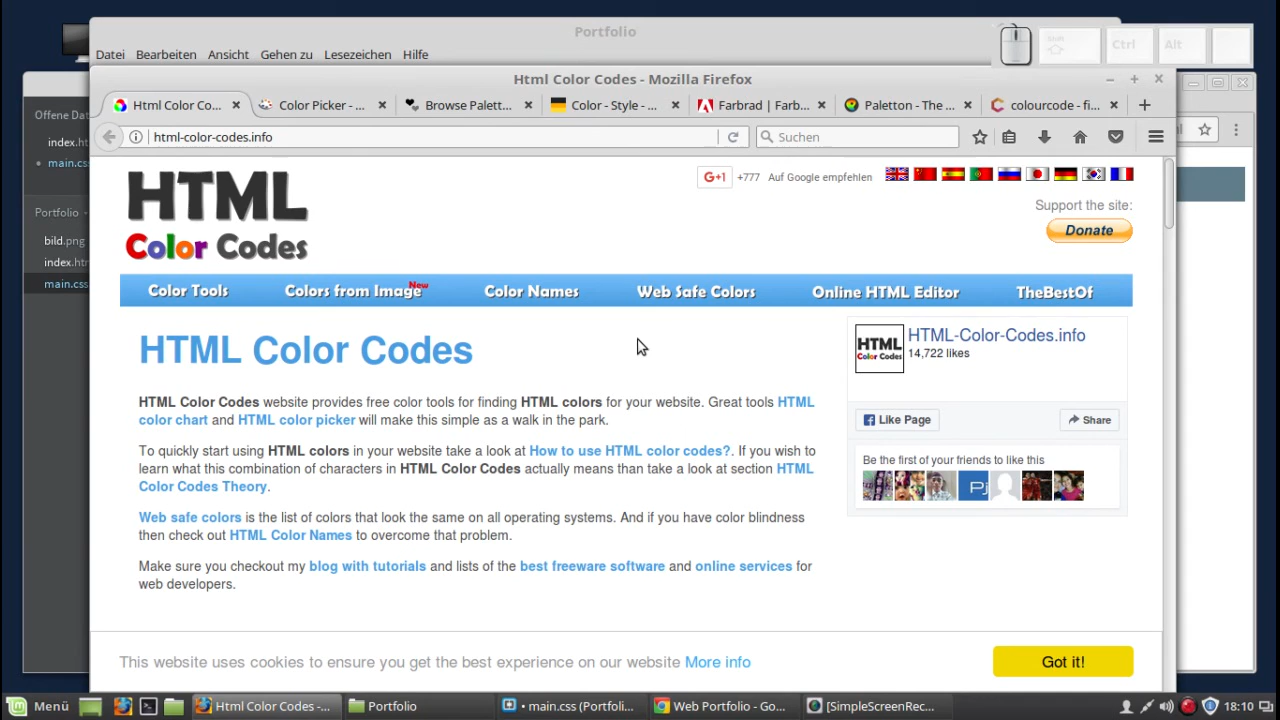 Portfolio
Datei Bearbeiten Ansicht Gehen zu Lesezeichen Hilfe
Shift Ctrl Alt
Html Color Codes - Mozilla Firefox
Html Color Co... Color Picker - ... Browse Palett... Color - Style - ... Farbrad | Farb... Paletton - The ... colourcode - fi...
html-color-codes.info
Suchen
Offene Dat
index.ht
main.cs
Portfolio
bild.png
index.ht
main.css
HTML
Color Codes
G+1 +777 Auf Google empfehlen
Support the site:
Donate
Color Tools Colors from Image New Color Names Web Safe Colors Online HTML Editor TheBestOf
HTML Color Codes
HTML Color Codes website provides free color tools for finding HTML colors for your website. Great tools HTML
color chart and HTML color picker will make this simple as a walk in the park.
To quickly start using HTML colors in your website take a look at How to use HTML color codes?. If you wish to
learn what this combination of characters in HTML Color Codes actually means than take a look at section HTML
Color Codes Theory.
Web safe colors is the list of colors that look the same on all operating systems. And if you have color blindness
then check out HTML Color Names to overcome that problem.
Make sure you checkout my blog with tutorials and lists of the best freeware software and online services for
web developers.
HTML
Color Codes
HTML-Color-Codes.info
14,722 likes
Like Page Share
Be the first of your friends to like this
Pj
This website uses cookies to ensure you get the best experience on our website More info
Got it!
Menü Html Color Codes -... Portfolio • main.css (Portfoli... Web Portfolio - Go... [SimpleScreenRec... 18:10